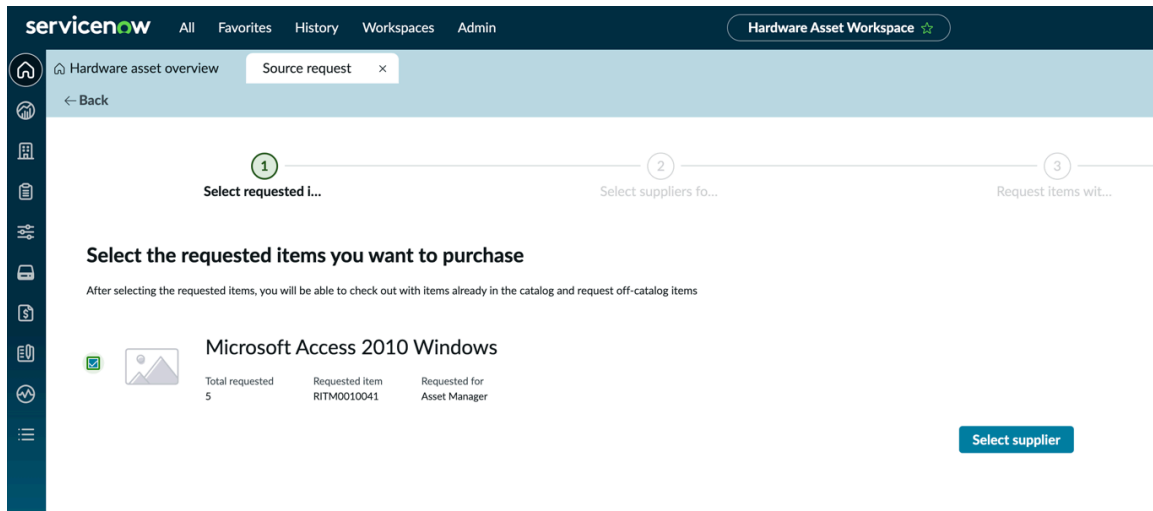 servicenow All Favorites History Workspaces Admin Hardware Asset Workspace
Hardware asset overview Source request ×
← Back
1 2 3
Select requested i... Select suppliers fo... Request items wit...
Select the requested items you want to purchase
After selecting the requested items, you will be able to check out with items already in the catalog and request off-catalog items
Microsoft Access 2010 Windows
Total requested Requested item Requested for
5 RITM0010041 Asset Manager
Select supplier